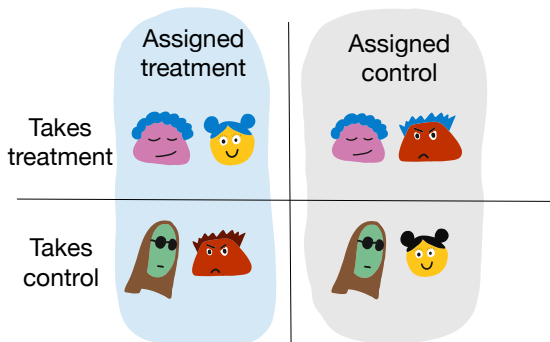 Assigned
treatment
Assigned
control
Takes
treatment
Takes
control